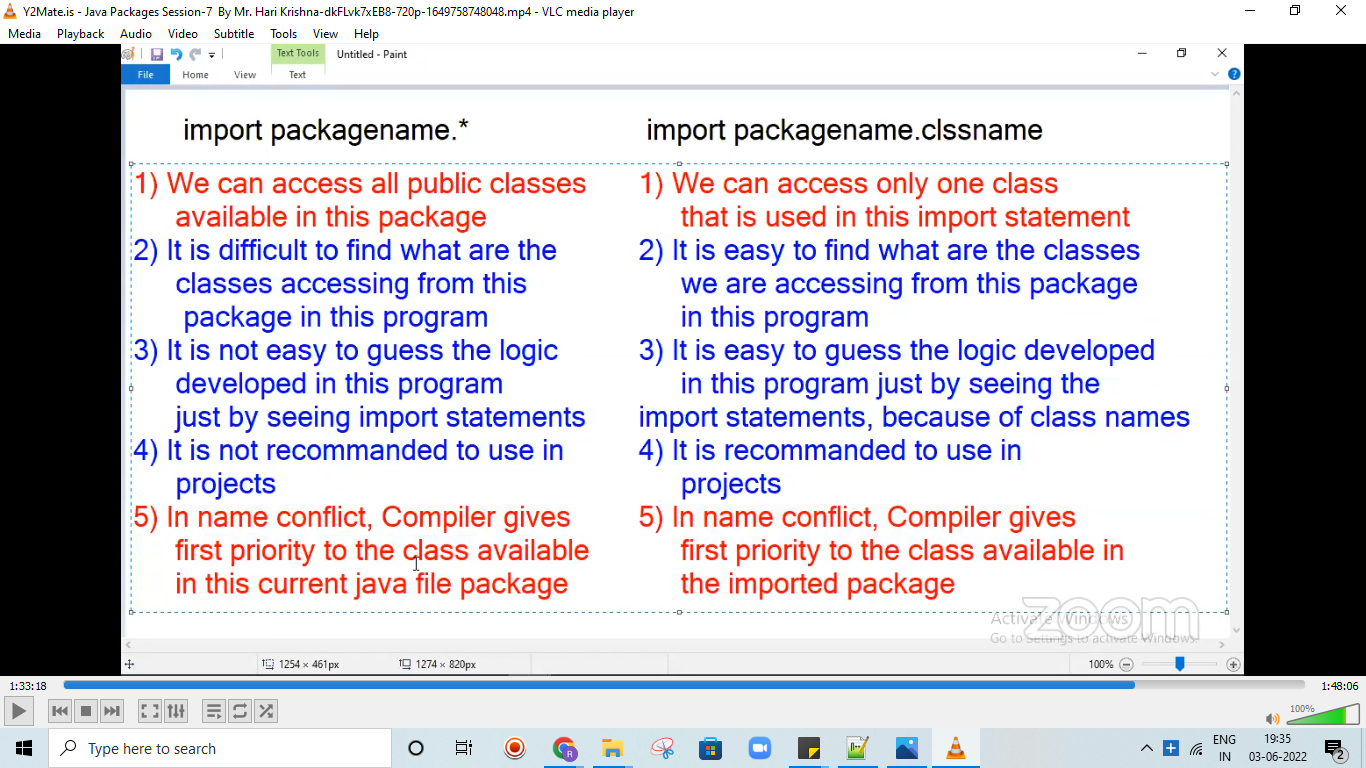 Y2Mate.is - Java Packages Session-7 By Mr. Hari Krishna-dkFLvk7xEB8-720p-1649758748048.mp4 - VLC media player
Media Playback Audio Video Subtitle Tools View Help
Text Tools Untitled - Paint
File Home View Text
import packagename.*
1) We can access all public classes
available in this package
2) It is difficult to find what are the
classes accessing from this
package in this program
3) It is not easy to guess the logic
developed in this program
just by seeing import statements
4) It is not recommanded to use in
projects
5) In name conflict, Compiler gives
first priority to the class available
in this current java file package
import packagename.clssname
1) We can access only one class
that is used in this import statement
2) It is easy to find what are the classes
we are accessing from this package
in this program
3) It is easy to guess the logic developed
in this program just by seeing the
import statements, because of class names
4) It is recommanded to use in
projects
5) In name conflict, Compiler gives
first priority to the class available in
the imported package
zoom
Activate Windows
Go to Settings to activate Windows.
1254 × 461px 1274 × 820px 100%
1:33:18 1:48:06
100%
Type here to search
ENG
IN
19:35
03-06-2022
2